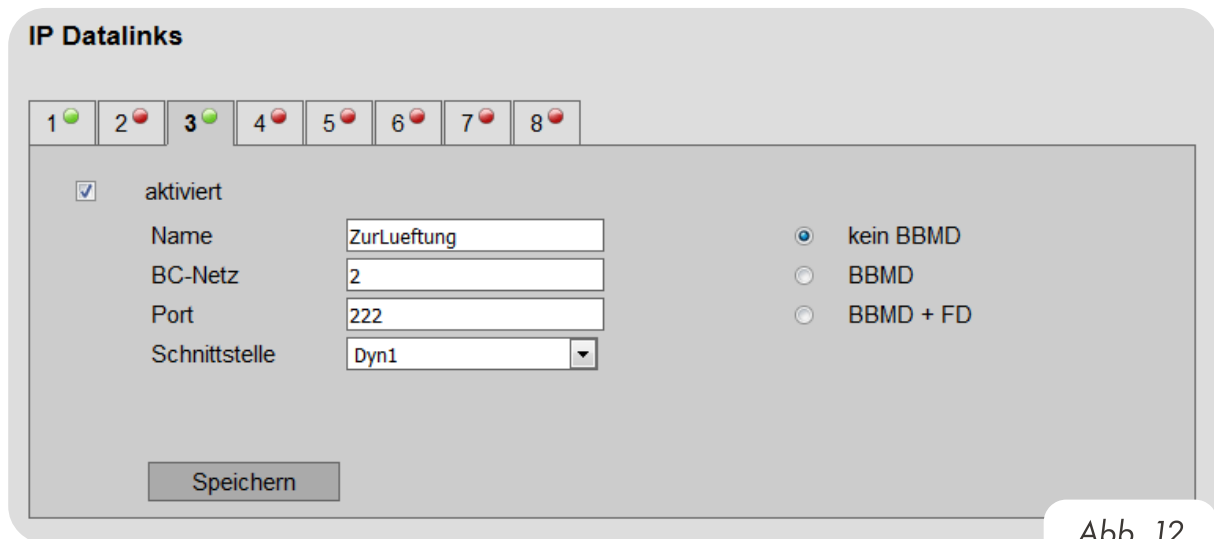 IP Datalinks
1 2 3 4 5 6 7 8
aktiviert
Name ZurLueftung kein BBMD
BC-Netz 2 BBMD
Port 222 BBMD + FD
Schnittstelle Dyn1
Speichern
Abb. 12